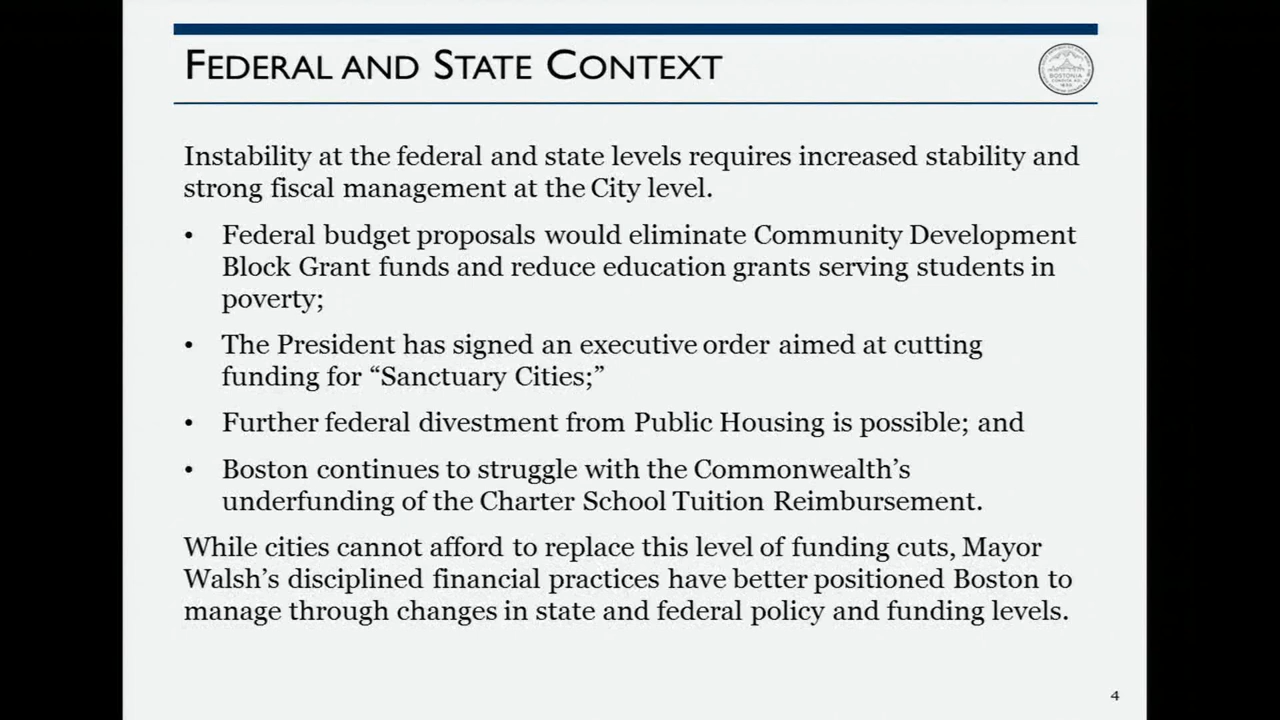 FEDERAL AND STATE CONTEXT
BOSTONIA
Instability at the federal and state levels requires increased stability and
strong fiscal management at the City level.
• Federal budget proposals would eliminate Community Development
Block Grant funds and reduce education grants serving students in
poverty;
• The President has signed an executive order aimed at cutting
funding for “Sanctuary Cities;”
• Further federal divestment from Public Housing is possible; and
• Boston continues to struggle with the Commonwealth’s
underfunding of the Charter School Tuition Reimbursement.
While cities cannot afford to replace this level of funding cuts, Mayor
Walsh’s disciplined financial practices have better positioned Boston to
manage through changes in state and federal policy and funding levels.
4